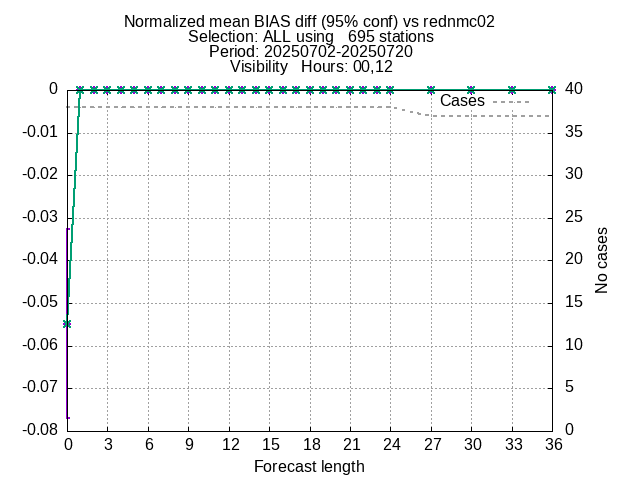 Normalized mean BIAS diff (95% conf) vs rednmc02
Selection: ALL using   695 stations
Period: 20250702-20250720
Visibility   Hours: 00,12
0
-0.01
-0.02
-0.03
-0.04
-0.05
-0.06
-0.07
-0.08
Cases
40
35
30
25
20
15
10
5
0
No cases
0 3 6 9 12 15 18 21 24 27 30 33 36
Forecast length